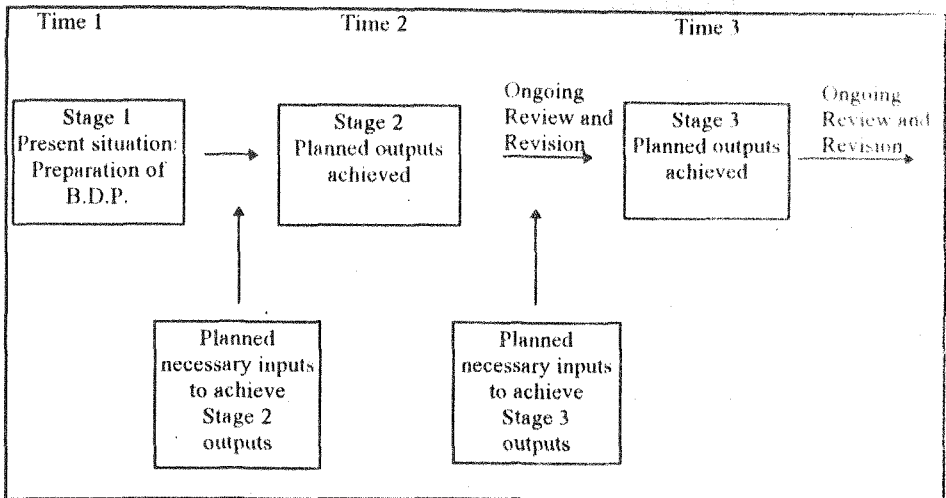 Time 1
Time 2
Time 3
Stage 1
Present situation:
Preparation of
B.D.P.
Stage 2
Planned outputs
achieved
Ongoing
Review and
Revision
Stage 3
Planned outputs
achieved
Ongoing
Review and
Revision
Planned
necessary inputs
to achieve
Stage 2
outputs
Planned
necessary inputs
to achieve
Stage 3
outputs